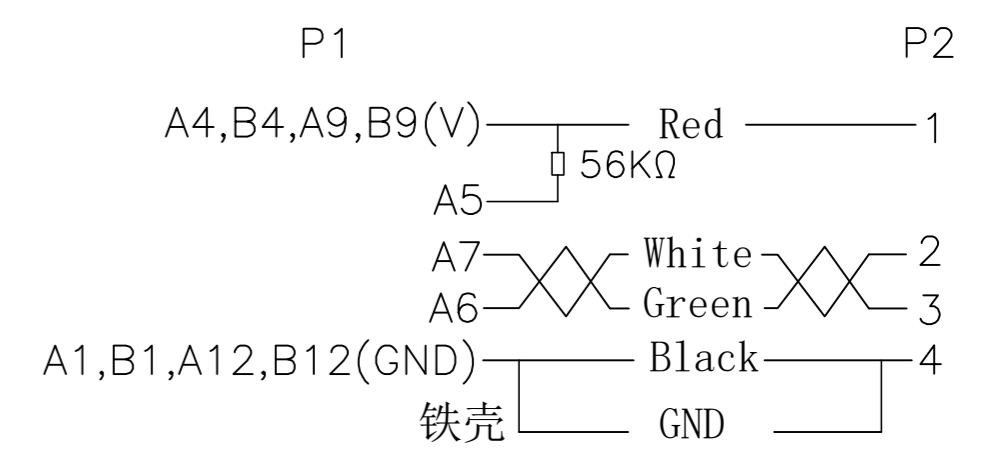 P1 P2
A4,B4,A9,B9(V) Red 1
56KΩ
A5
A7 White 2
A6 Green 3
A1,B1,A12,B12(GND) Black 4
铁壳 GND